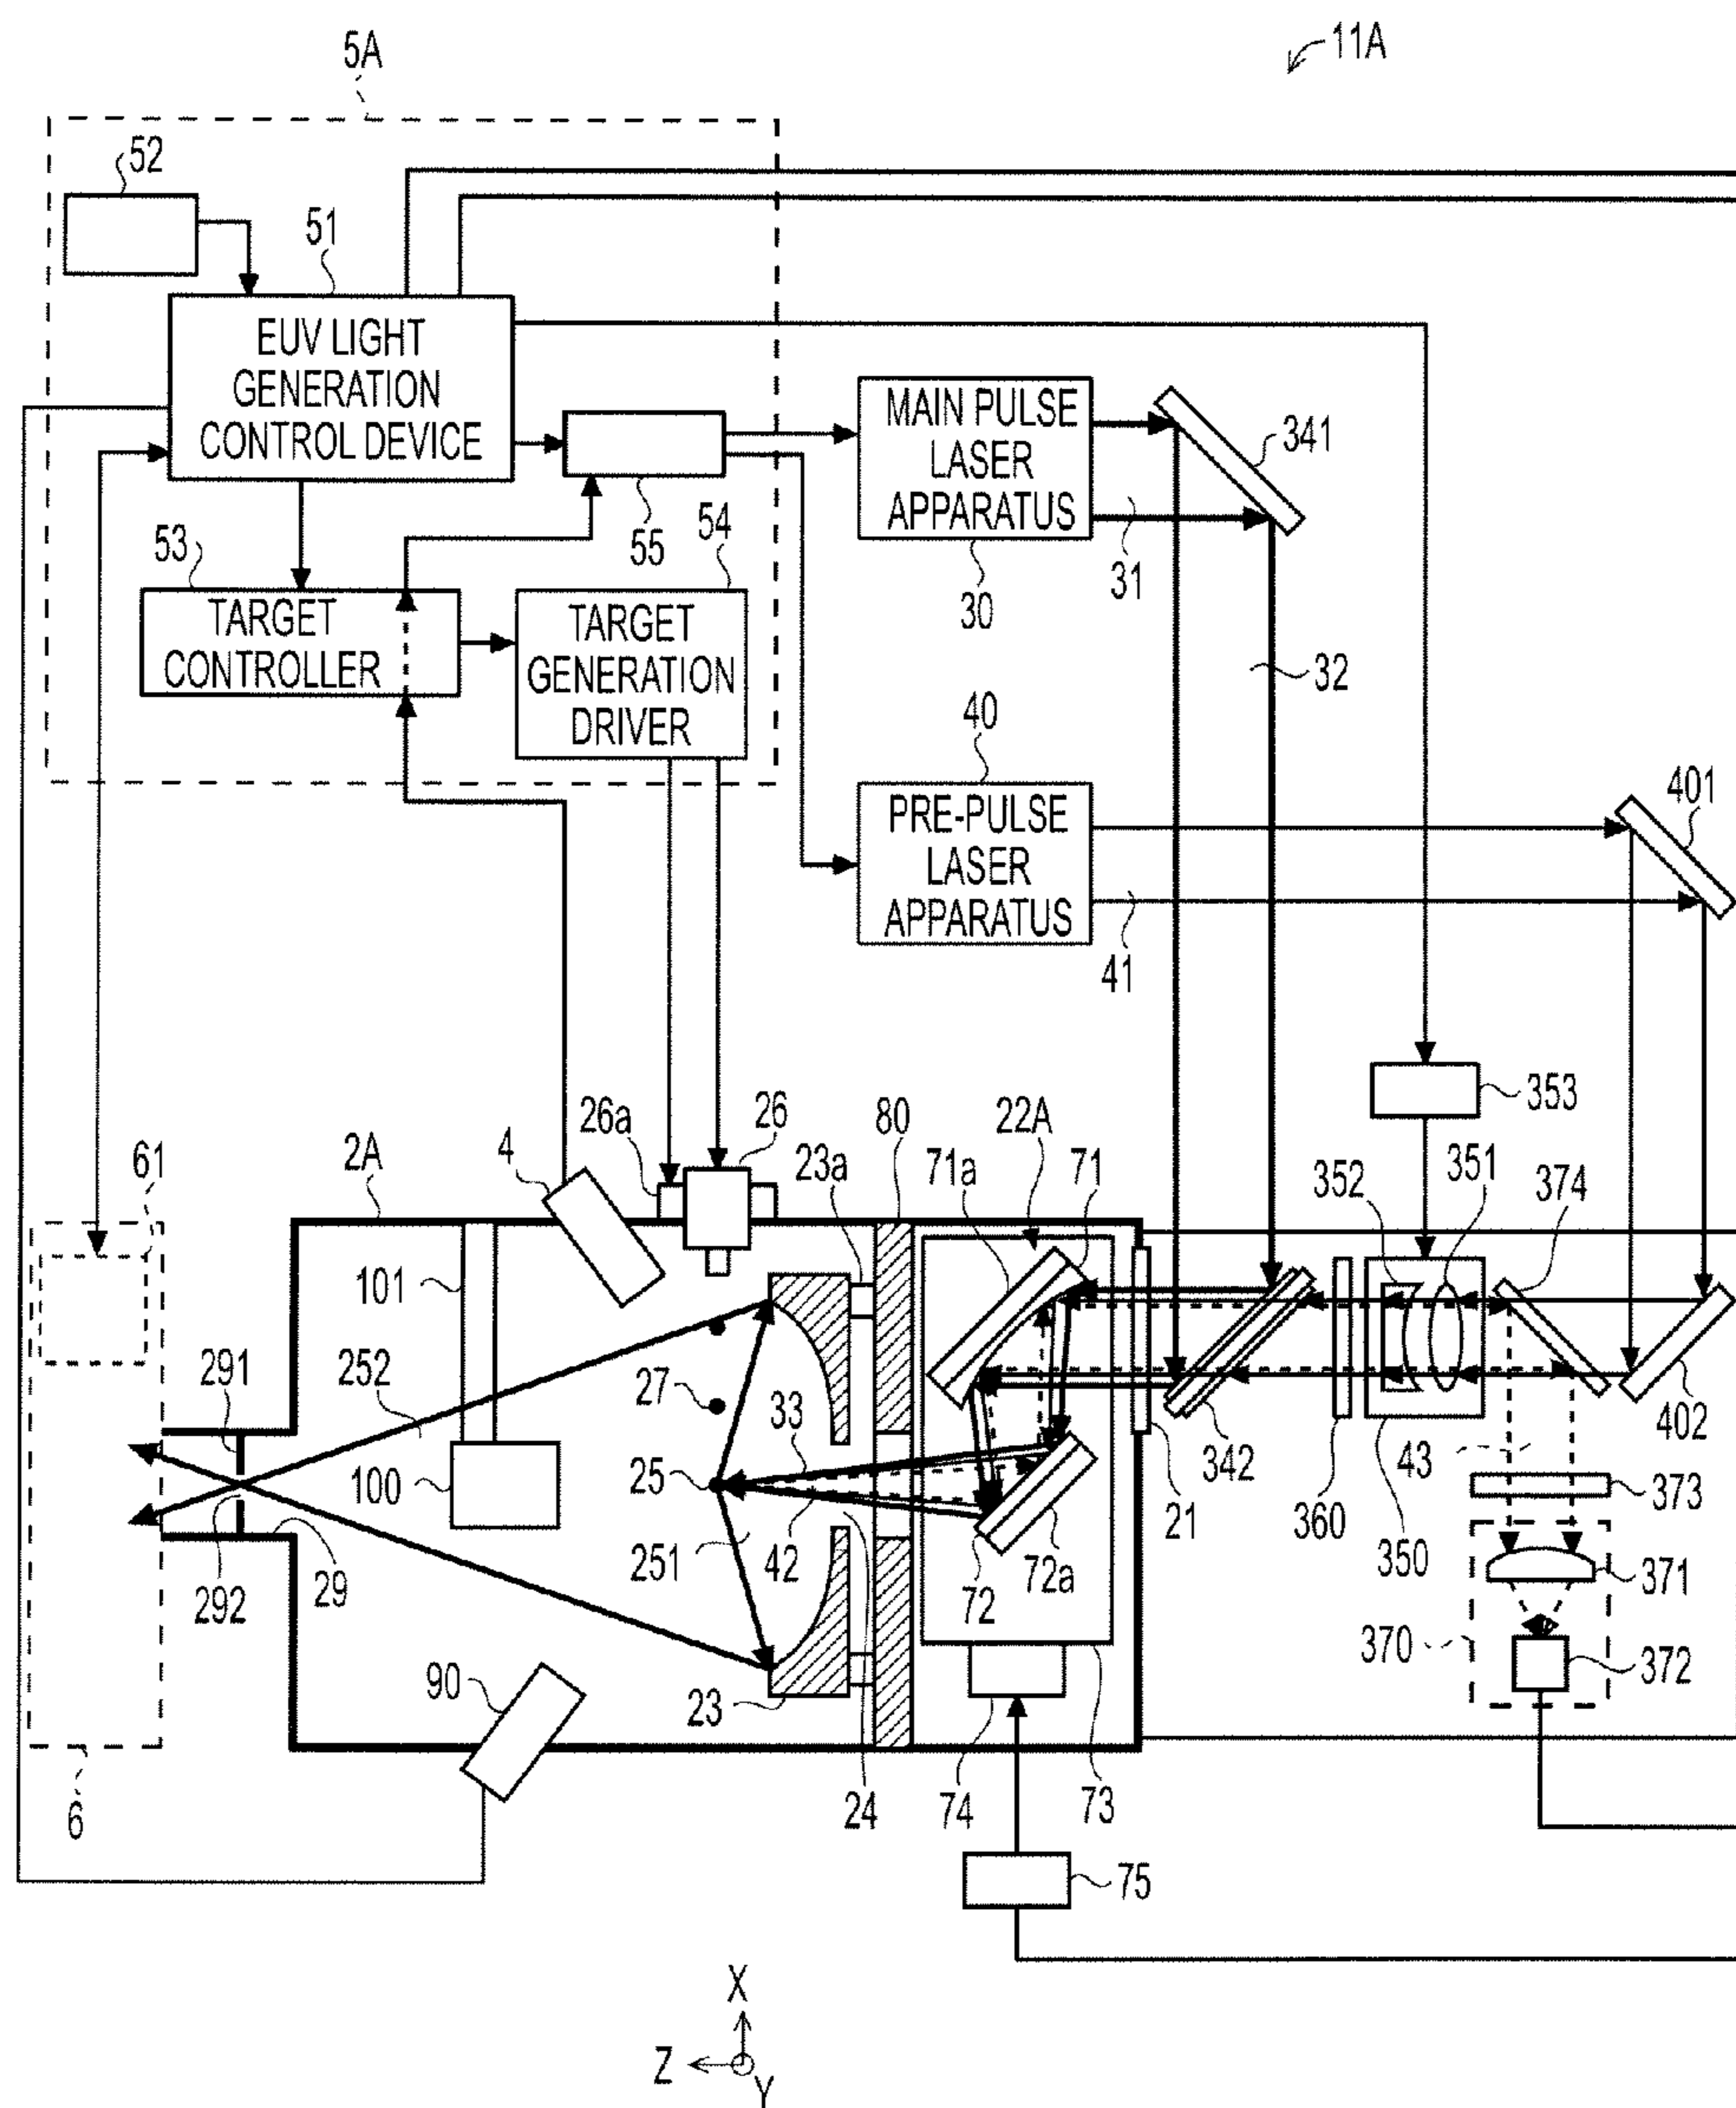 11A
5A
52
51
EUV LIGHT
GENERATION
CONTROL DEVICE
MAIN PULSE
LASER
APPARATUS
341
55
54
53
31
30
TARGET
CONTROLLER
TARGET
GENERATION
DRIVER
32
40
401
PRE-PULSE
LASER
APPARATUS
41
353
26a
26
80
22A
61
2A
4
23a
71a
71
352
351
374
101
291
252
27
33
100
25
342
43
402
373
292
29
251
42
72
72a
21
360
350
371
370
372
90
23
6
24
74
73
75
X
Z
Y